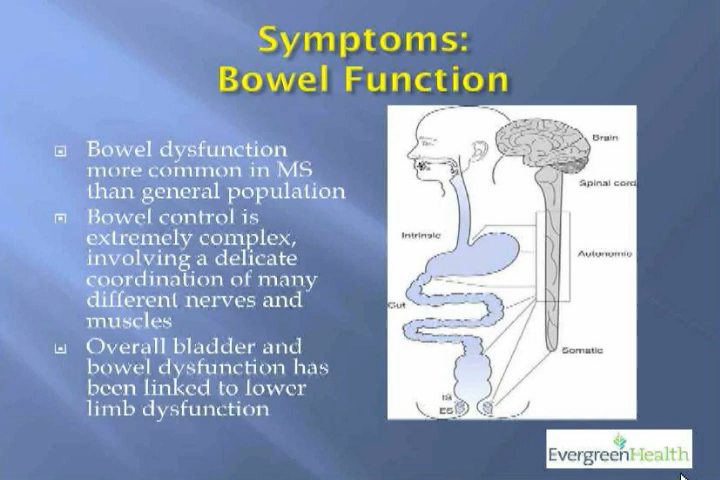 Symptoms:
Bowel Function
Bowel dysfunction
more common in MS
than general population
Bowel control is
extremely complex,
involving a delicate
coordination of many
different nerves and
muscles
Overall bladder and
bowel dysfunction has
been linked to lower
limb dysfunction
Brain
Spinal cord
Intrinsic
Autonomic
Gut
Somatic
IS
ES
EvergreenHealth